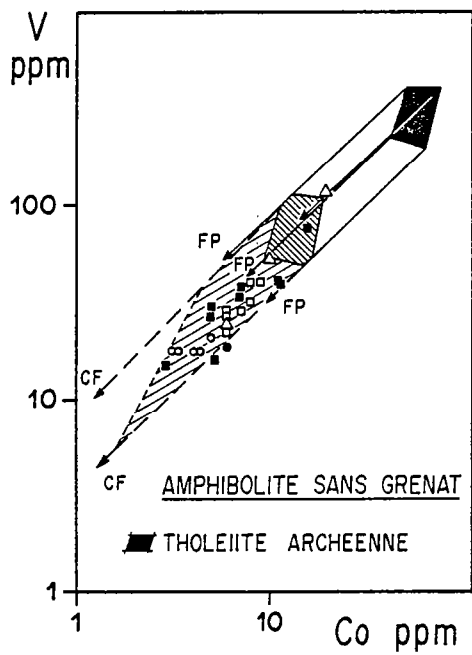 V
ppm
100
FP
FP
FP
10
CF
CF
AMPHIBOLITE SANS GRENAT
THOLEIITE ARCHEENNE
1
1
10
Co ppm